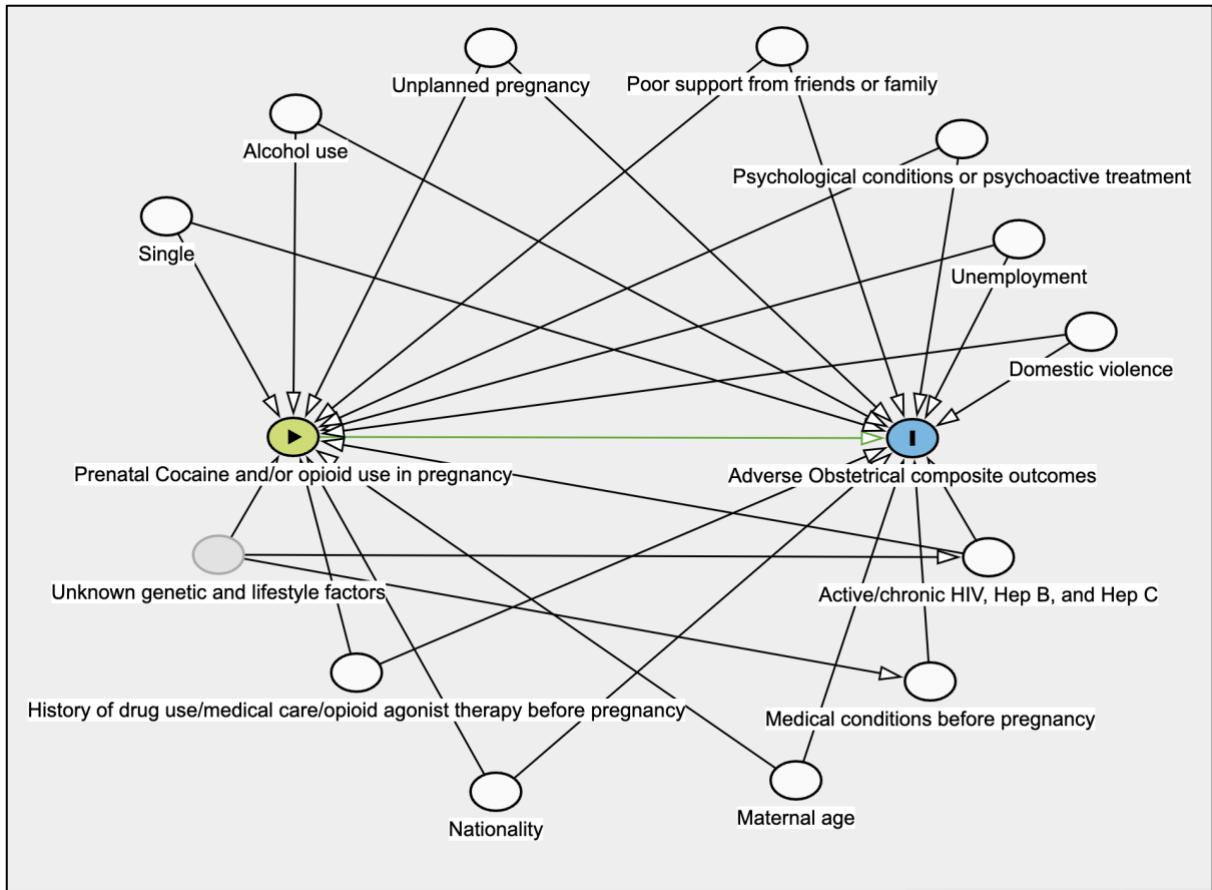 Unplanned pregnancy
Poor support from friends or family
Alcohol use
Psychological conditions or psychoactive treatment
Single
Unemployment
Domestic violence
Prenatal Cocaine and/or opioid use in pregnancy
Adverse Obstetrical composite outcomes
Unknown genetic and lifestyle factors
Active/chronic HIV, Hep B, and Hep C
History of drug use/medical care/opioid agonist therapy before pregnancy
Medical conditions before pregnancy
Nationality
Maternal age